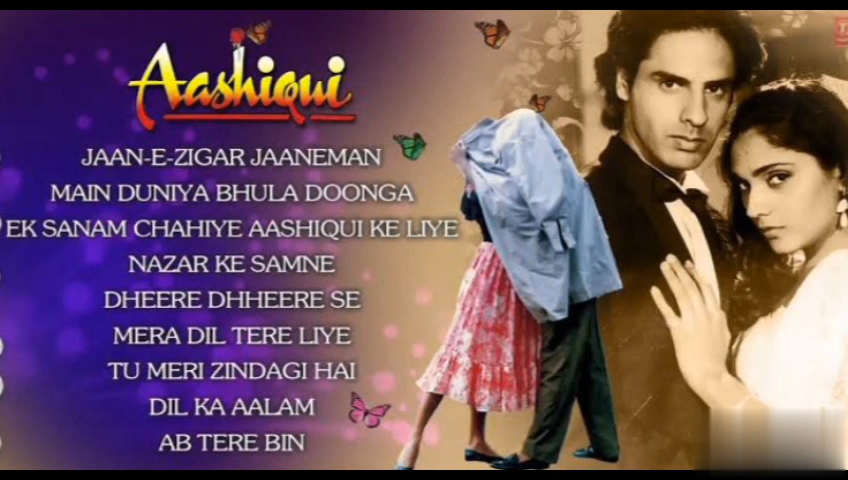 Aashiqui
JAAN-E-ZIGAR JAANEMAN
MAIN DUNIYA BHULA DOONGA
EK SANAM CHAHIYE AASHIQUI KE LIYE
NAZAR KE SAMNE
DHEERE DHHEERE SE
MERA DIL TERE LIYE
TU MERI ZINDAGI HAI
DIL KA AALAM
AB TERE BIN